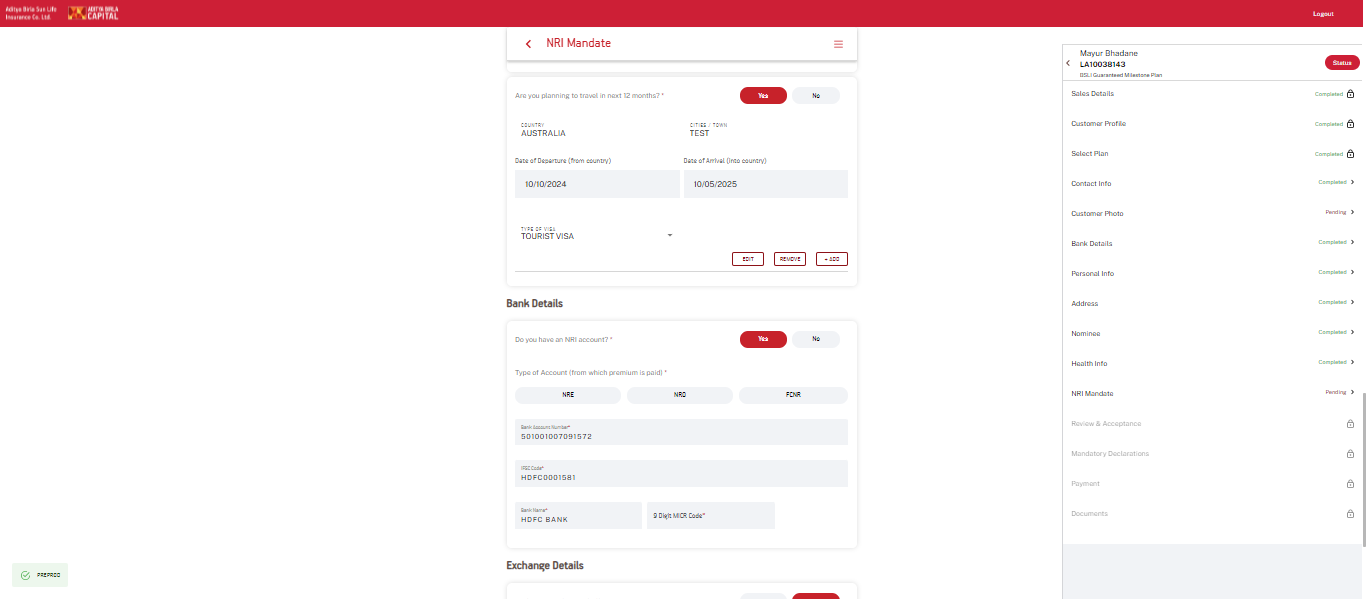 Aditya Birla Sun Life
Insurance Co. Ltd.
ADITYA BIRLA
CAPITAL
Logout
NRI Mandate
Are you planning to travel in next 12 months? *
Yes
No
COUNTRY
AUSTRALIA
CITIES / TOWN
TEST
Date of Departure (from country)
Date of Arrival (into country)
10/10/2024
10/05/2025
TYPE OF VISA
TOURIST VISA
EDIT
REMOVE
+ ADD
Bank Details
Do you have an NRI account? *
Yes
No
Type of Account (from which premium is paid) *
NRE
NRO
FCNR
Bank Account Number*
501001007091572
IFSC Code*
HDFC0001581
Bank Name*
HDFC BANK
9 Digit MICR Code*
Exchange Details
PREPROD
Mayur Bhadane
LA10038143
BSLI Guaranteed Milestone Plan
Status
Sales Details Completed
Customer Profile Completed
Select Plan Completed
Contact Info Completed
Customer Photo Pending
Bank Details Completed
Personal Info Completed
Address Completed
Nominee Completed
Health Info Completed
NRI Mandate Pending
Review & Acceptance
Mandatory Declarations
Payment
Documents